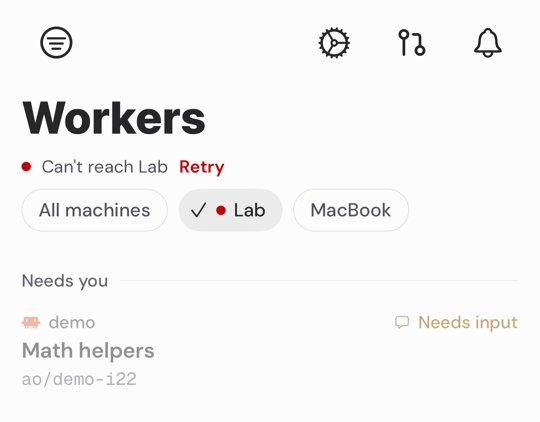 Workers
Can't reach Lab Retry
All machines Lab MacBook
Needs you
demo Needs input
Math helpers
ao/demo-i22